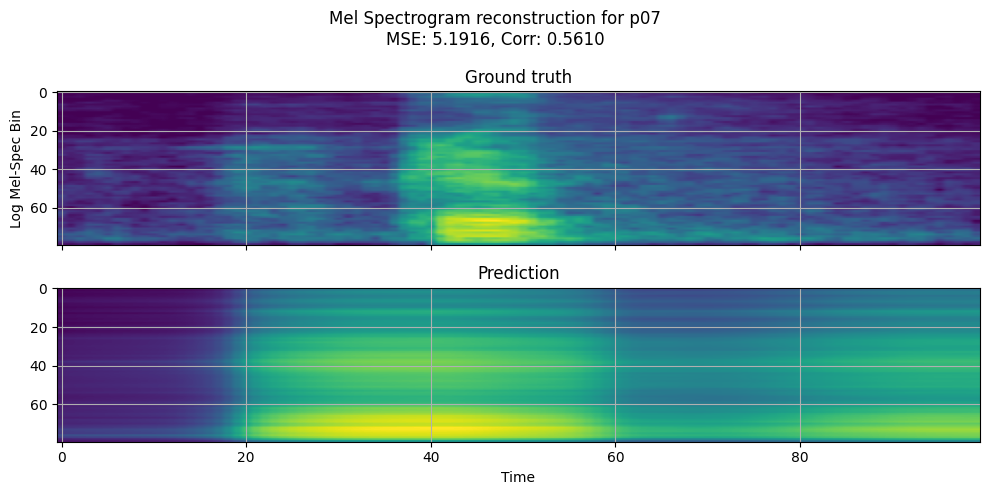 Mel Spectrogram reconstruction for p07
MSE: 5.1916, Corr: 0.5610
Ground truth
0
20
40
60
Log Mel-Spec Bin
Prediction
0
20
40
60
0 20 40 60 80
Time